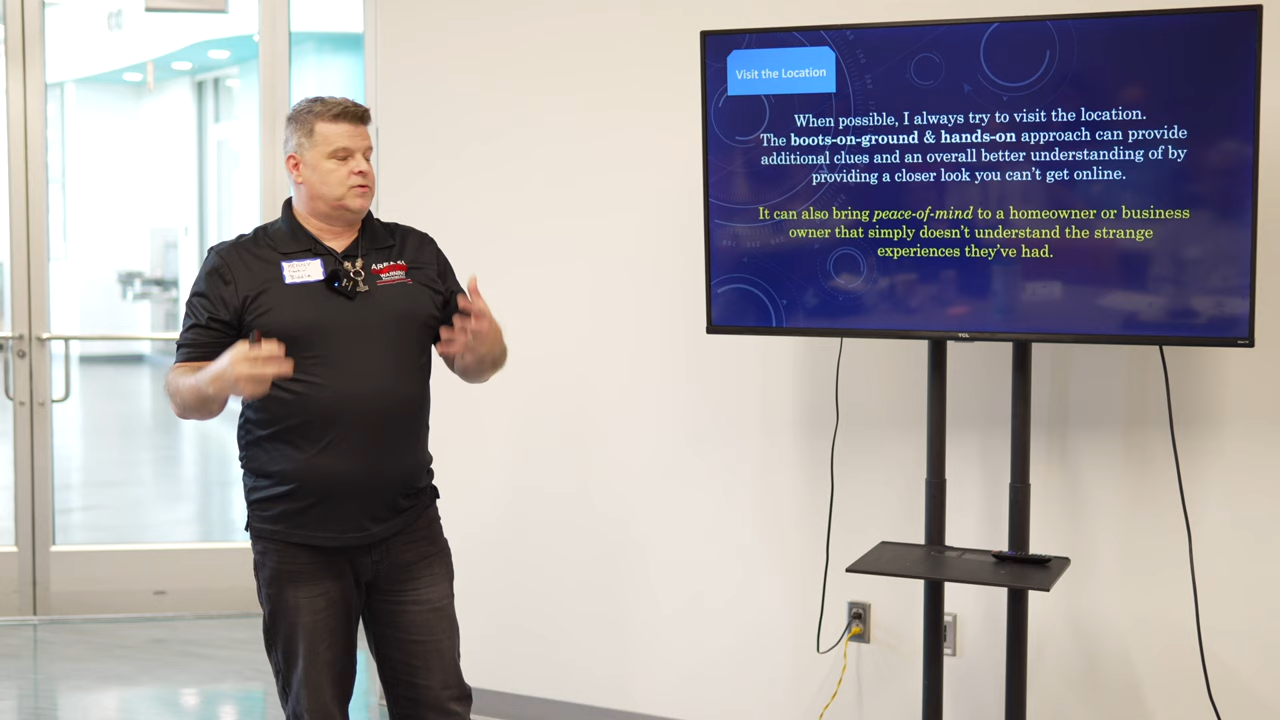 Visit the Location
When possible, I always try to visit the location.
The boots-on-ground & hands-on approach can provide
additional clues and an overall better understanding of by
providing a closer look you can't get online.
It can also bring peace-of-mind to a homeowner or business
owner that simply doesn't understand the strange
experiences they've had.
TCL
WARNING